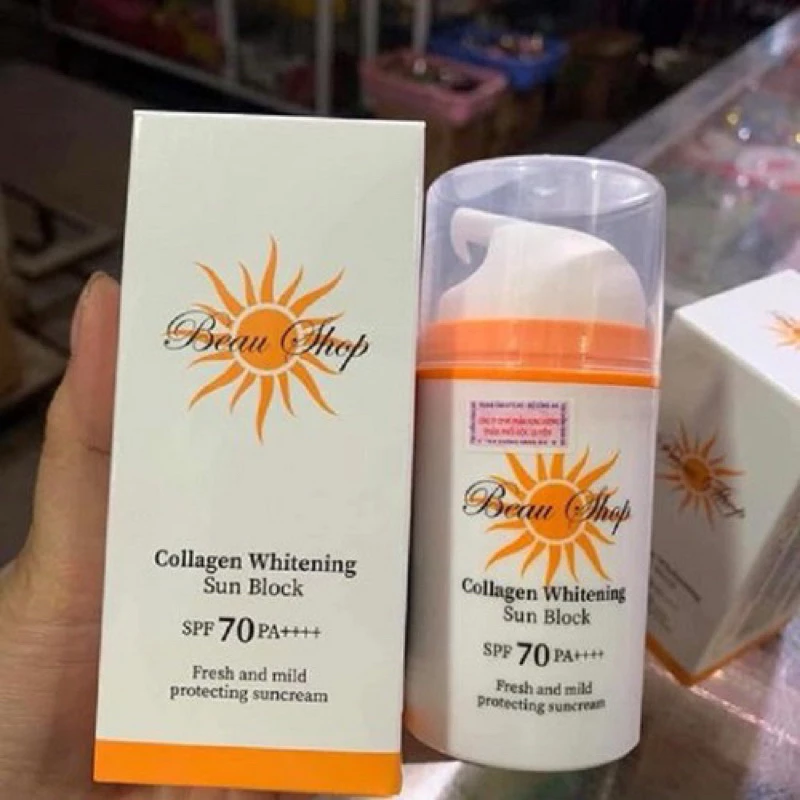 Beau Shop
Collagen Whitening
Sun Block
SPF 70 PA++++
Fresh and mild
protecting suncream
Beau Shop
Collagen Whitening
Sun Block
SPF 70 PA++++
Fresh and mild
protecting suncream